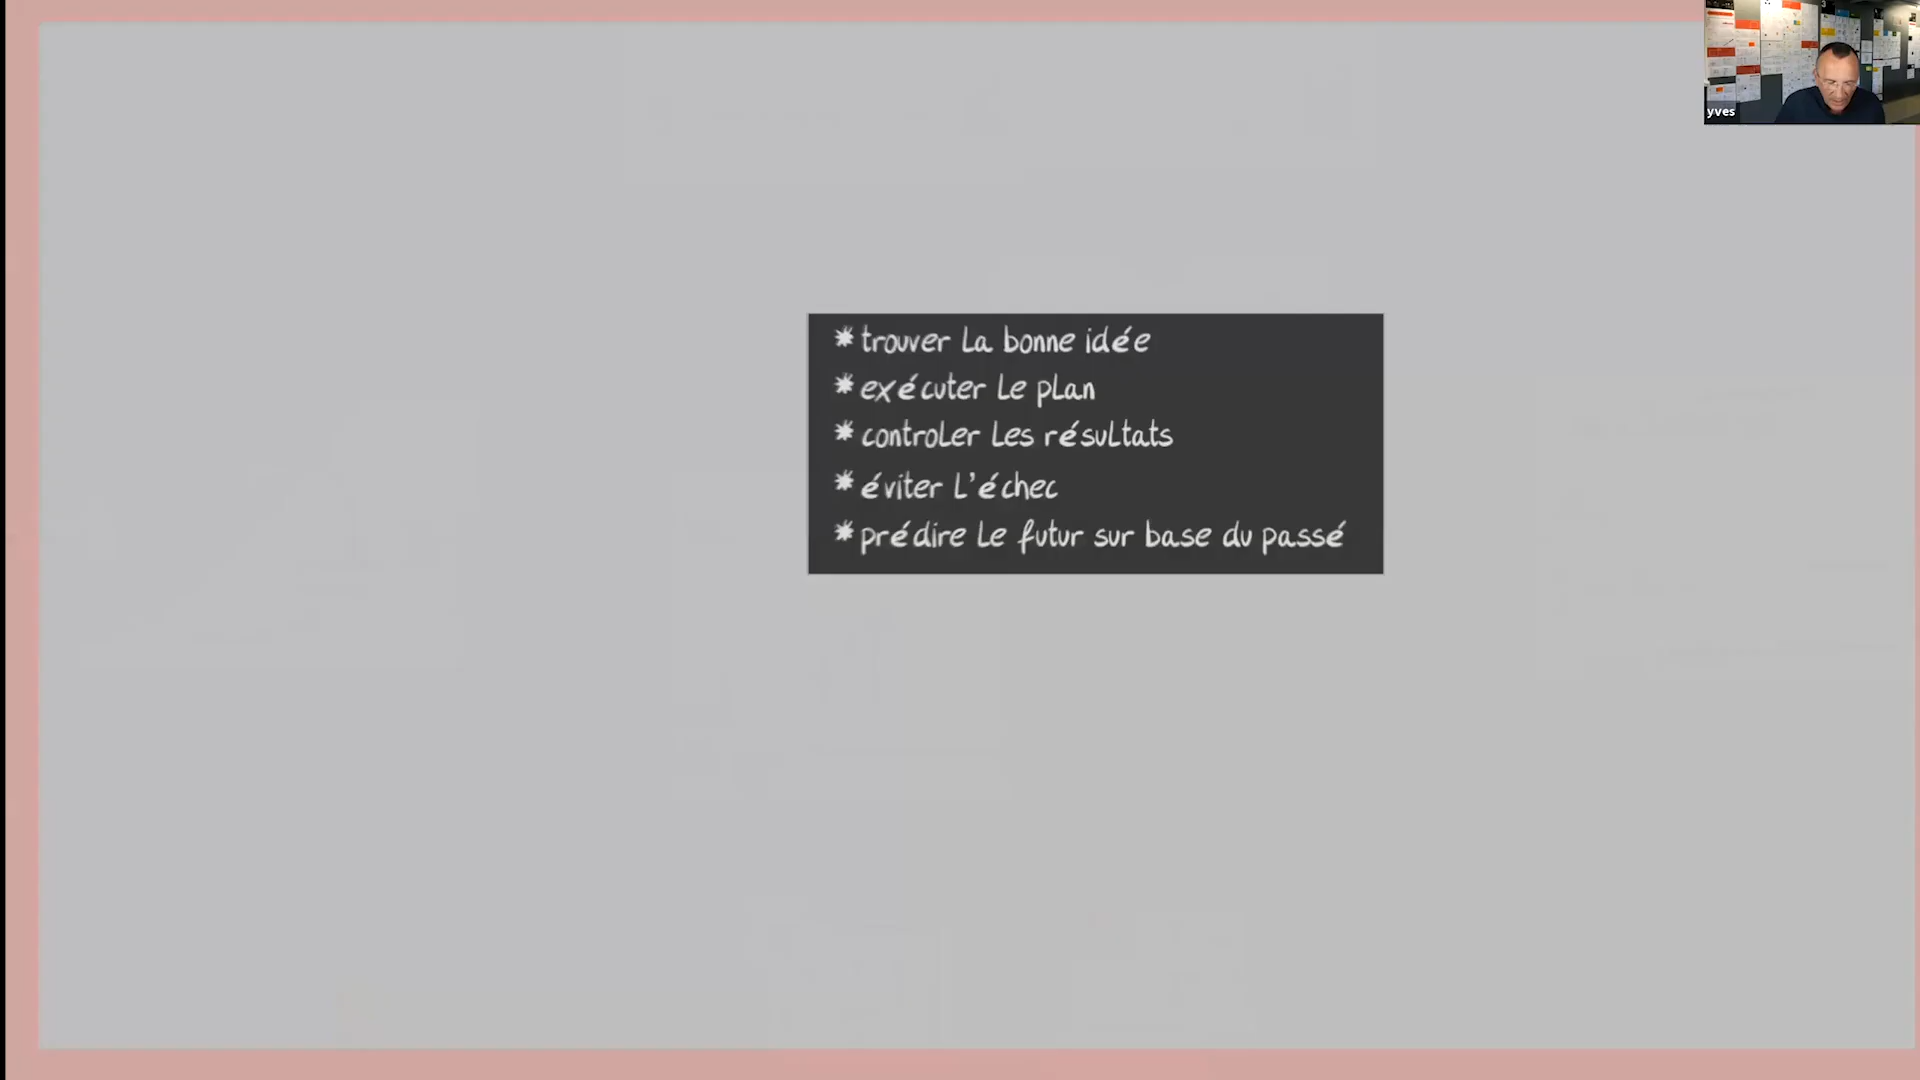 yves
* trouver la bonne idée
* exécuter le plan
* controler les résultats
* éviter l'échec
* prédire le futur sur base du passé